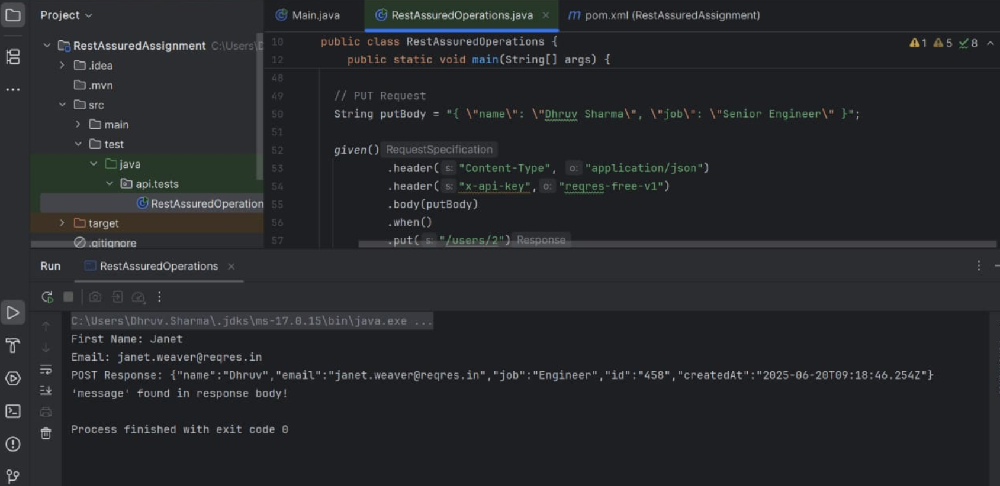 Project
RestAssuredAssignment C:\Users\D
.idea
.mvn
src
main
test
java
api.tests
RestAssuredOperation
target
.gitignore
Main.java
RestAssuredOperations.java
pom.xml (RestAssuredAssignment)
1 5 8
10 public class RestAssuredOperations {
12 public static void main(String[] args) {
48
49 // PUT Request
50 String putBody = "{ \"name\": \"Dhruv Sharma\", \"job\": \"Senior Engineer\" }";
51
52 given() RequestSpecification
53 .header( s: "Content-Type", o: "application/json")
54 .header( s: "x-api-key", o: "reqres-free-v1")
55 .body(putBody)
56 .when()
57 .put( s: "/users/2") Response
Run RestAssuredOperations
C:\Users\Dhruv.Sharma\.jdks\ms-17.0.15\bin\java.exe ...
First Name: Janet
Email: janet.weaver@reqres.in
POST Response: {"name":"Dhruv","email":"janet.weaver@reqres.in","job":"Engineer","id":"458","createdAt":"2025-06-20T09:18:46.254Z"}
'message' found in response body!
Process finished with exit code 0